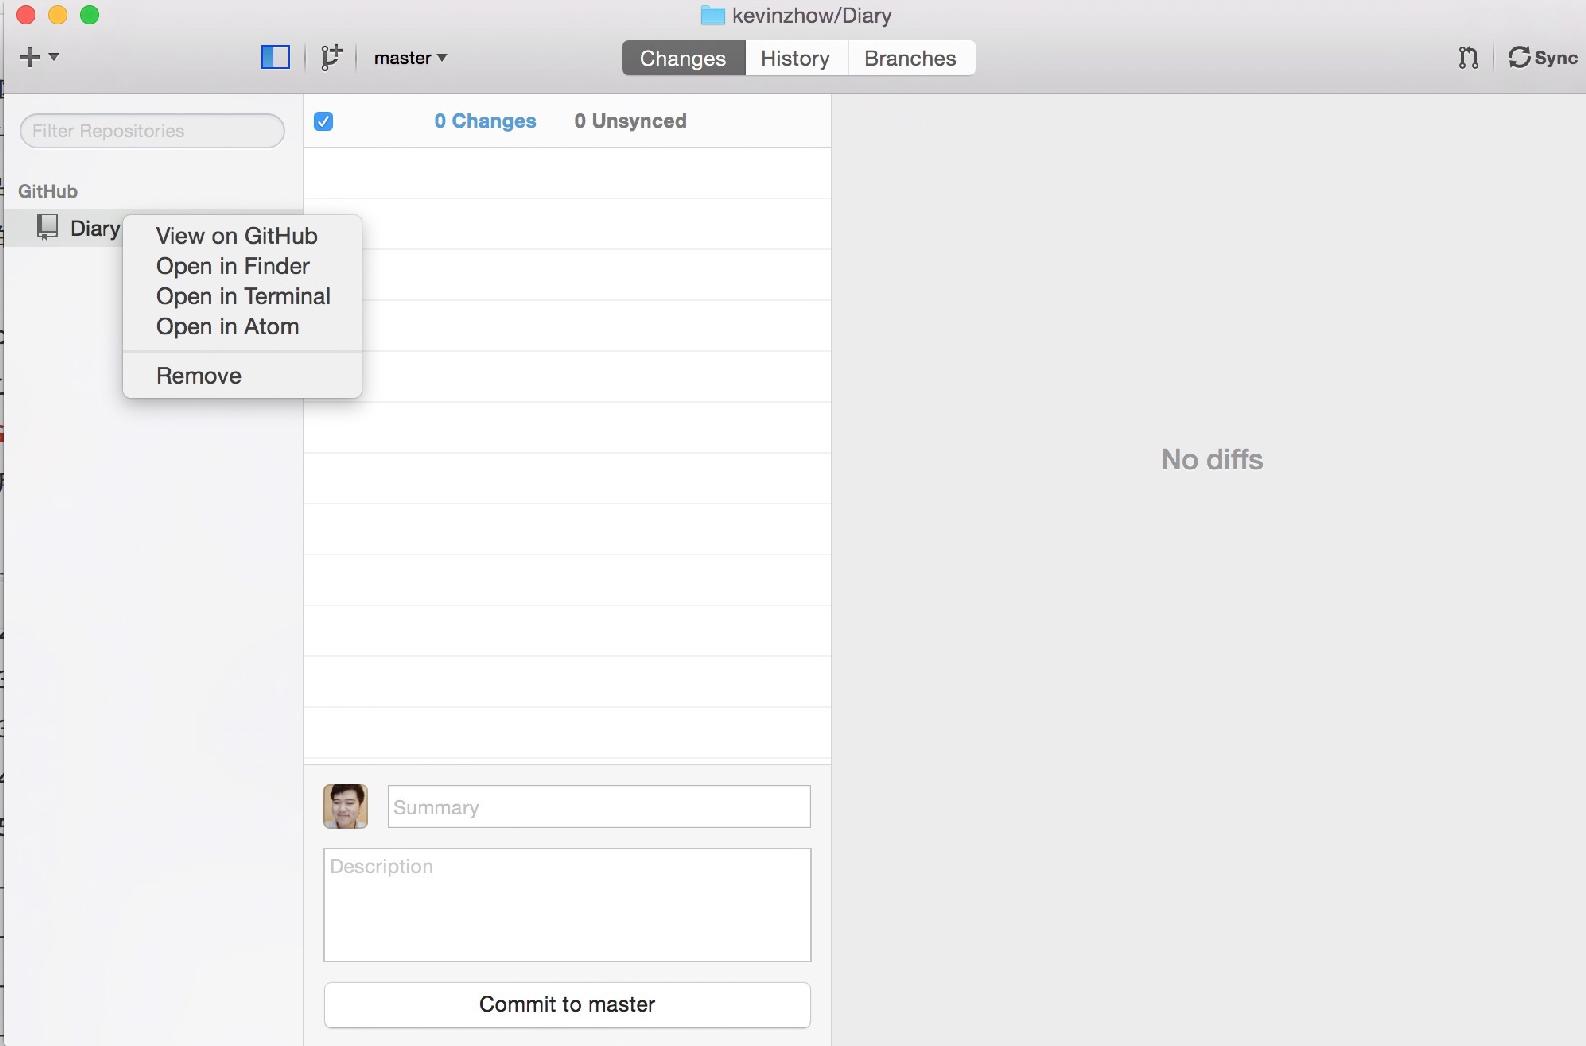 kevinzhow/Diary
master
Changes
History
Branches
Sync
Filter Repositories
0 Changes
0 Unsynced
GitHub
Diary
View on GitHub
Open in Finder
Open in Terminal
Open in Atom
Remove
No diffs
Summary
Description
Commit to master